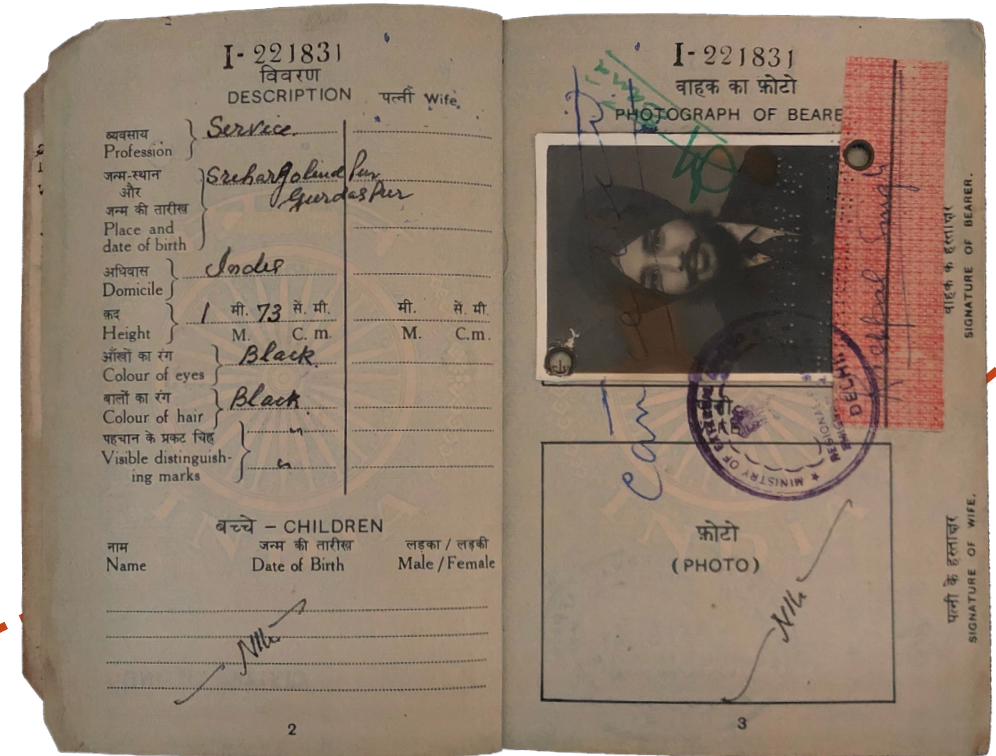 I-221831
विवरण
DESCRIPTION पत्नी Wife
व्यवसाय
Profession
Service
जन्म-स्थान
और
जन्म की तारीख
Place and
date of birth
Gurdaspur
अधिवास
Domicile
India
कद 1 मी. 73 सें. मी. मी. सें. मी.
Height M. C.m. M. C.m.
आँखों का रंग
Colour of eyes
Black
बालों का रंग
Colour of hair
Black
पहचान के प्रकट चिह्न
Visible distinguish-
ing marks
बच्चे – CHILDREN
नाम जन्म की तारीख लड़का / लड़की
Name Date of Birth Male / Female
Nil
2
I-221831
वाहक का फ़ोटो
PHOTOGRAPH OF BEARE
वाहक के हस्ताक्षर
SIGNATURE OF BEARER.
Singh
MINISTRY OF
DELHI
फ़ोटो
(PHOTO)
Nil
पत्नी के हस्ताक्षर
SIGNATURE OF WIFE.
3